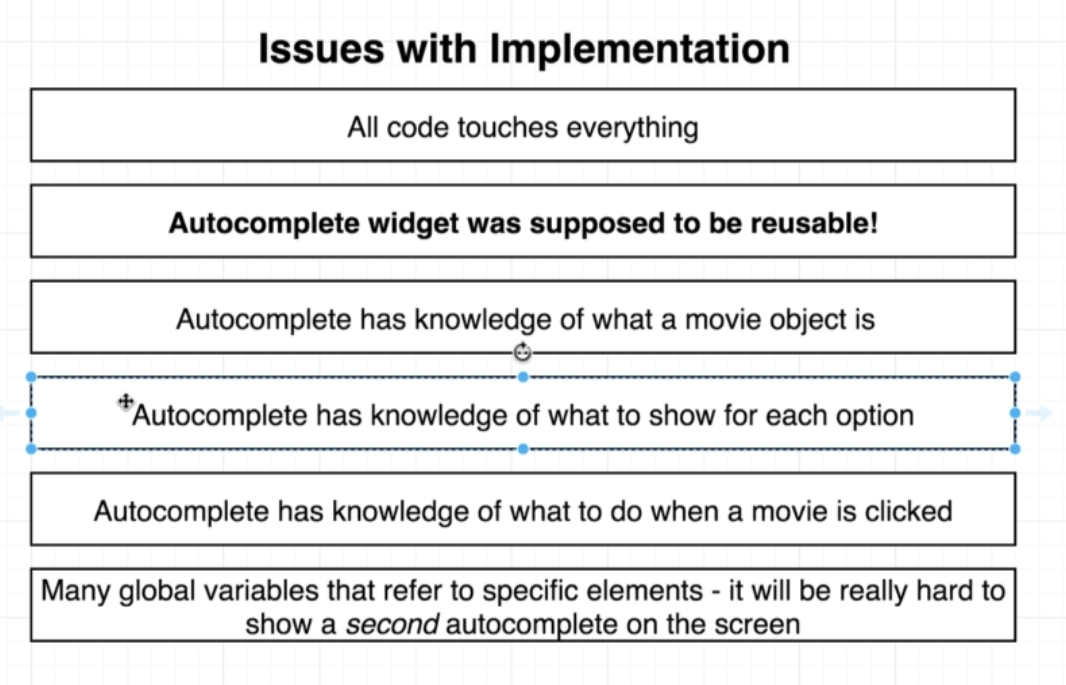 Issues with Implementation
All code touches everything
Autocomplete widget was supposed to be reusable!
Autocomplete has knowledge of what a movie object is
Autocomplete has knowledge of what to show for each option
Autocomplete has knowledge of what to do when a movie is clicked
Many global variables that refer to specific elements - it will be really hard to
show a second autocomplete on the screen